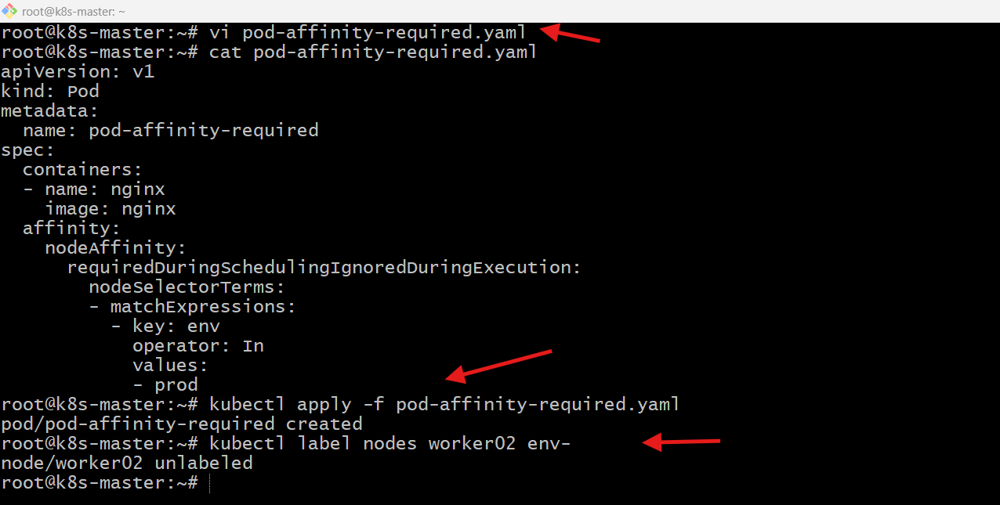 root@k8s-master: ~
root@k8s-master:~# vi pod-affinity-required.yaml
root@k8s-master:~# cat pod-affinity-required.yaml
apiVersion: v1
kind: Pod
metadata:
  name: pod-affinity-required
spec:
  containers:
  - name: nginx
    image: nginx
  affinity:
    nodeAffinity:
      requiredDuringSchedulingIgnoredDuringExecution:
        nodeSelectorTerms:
        - matchExpressions:
          - key: env
            operator: In
            values:
            - prod
root@k8s-master:~# kubectl apply -f pod-affinity-required.yaml
pod/pod-affinity-required created
root@k8s-master:~# kubectl label nodes worker02 env-
node/worker02 unlabeled
root@k8s-master:~#